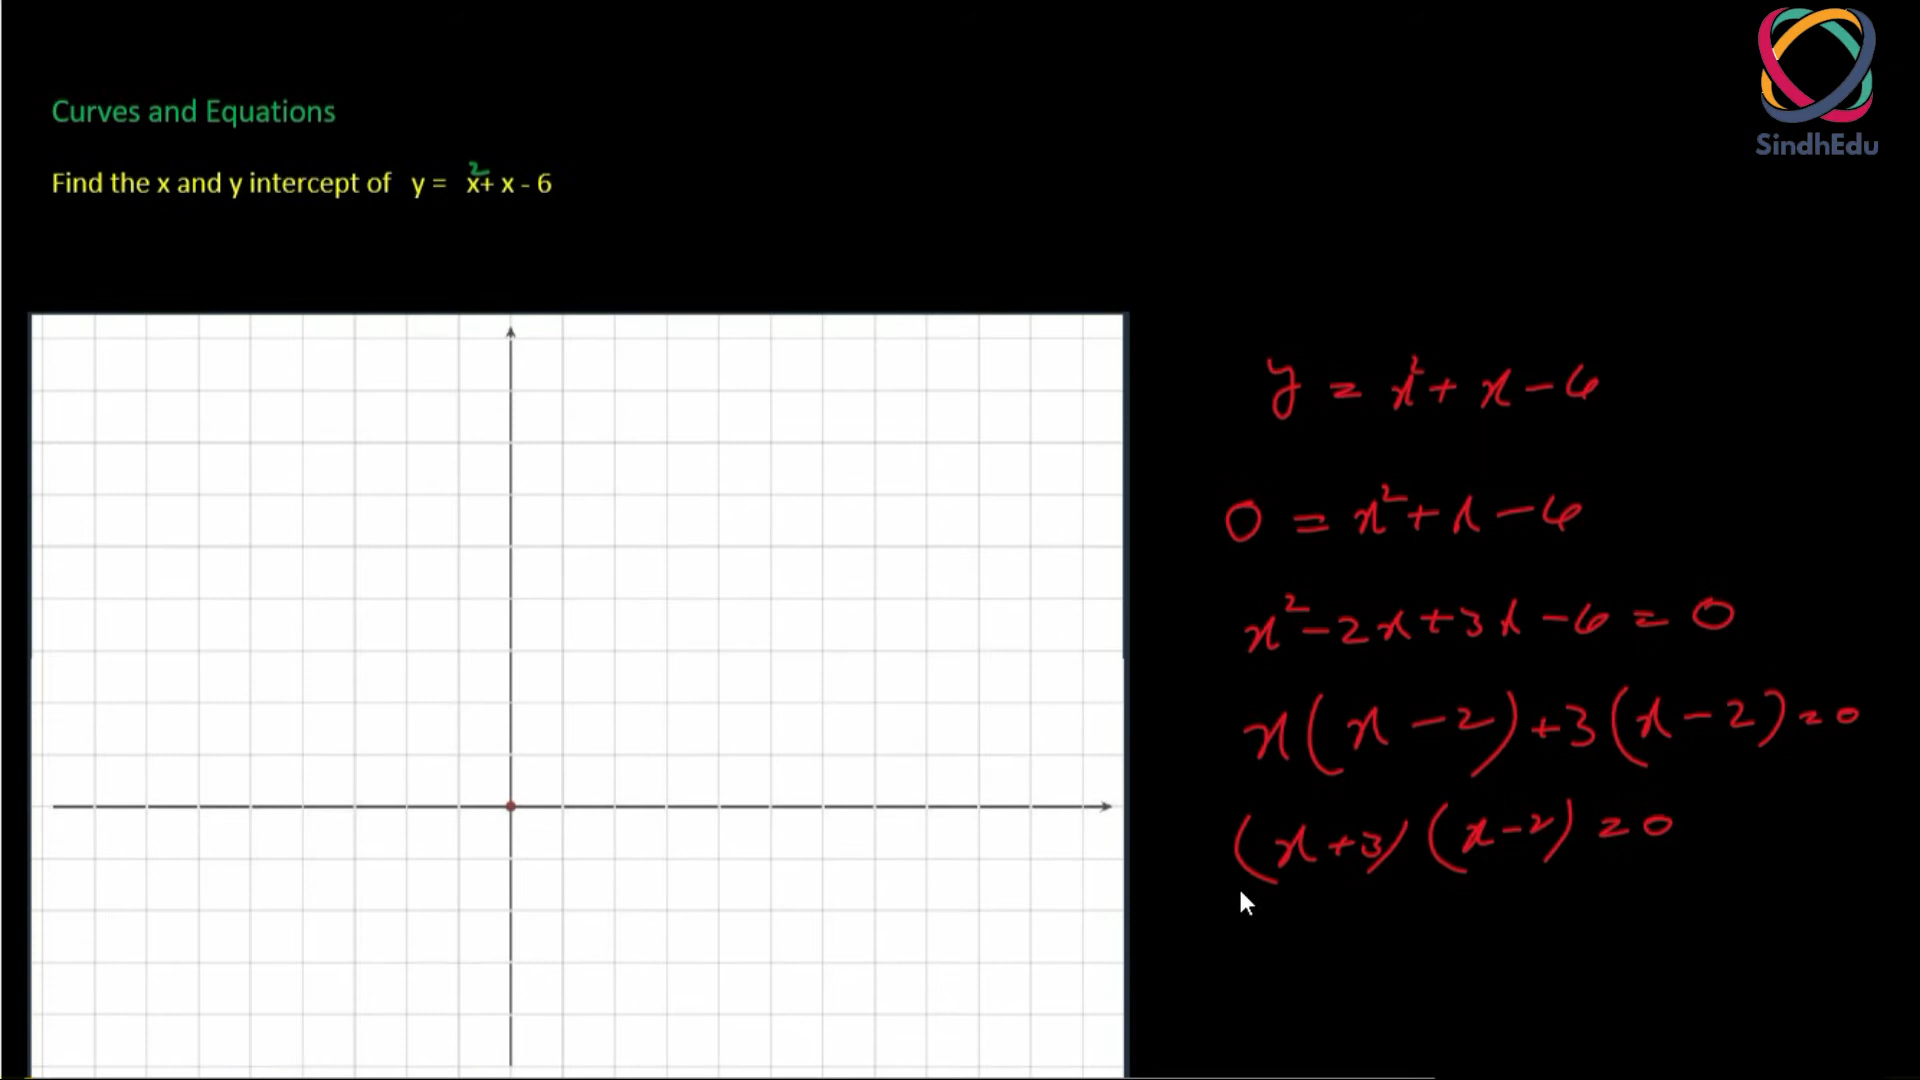 SindhEdu
Curves and Equations
Find the x and y intercept of y = x²+ x - 6
y = x² + x - 6
0 = x² + x - 6
x² - 2x + 3x - 6 = 0
x(x - 2) + 3(x - 2) = 0
(x + 3)(x - 2) = 0